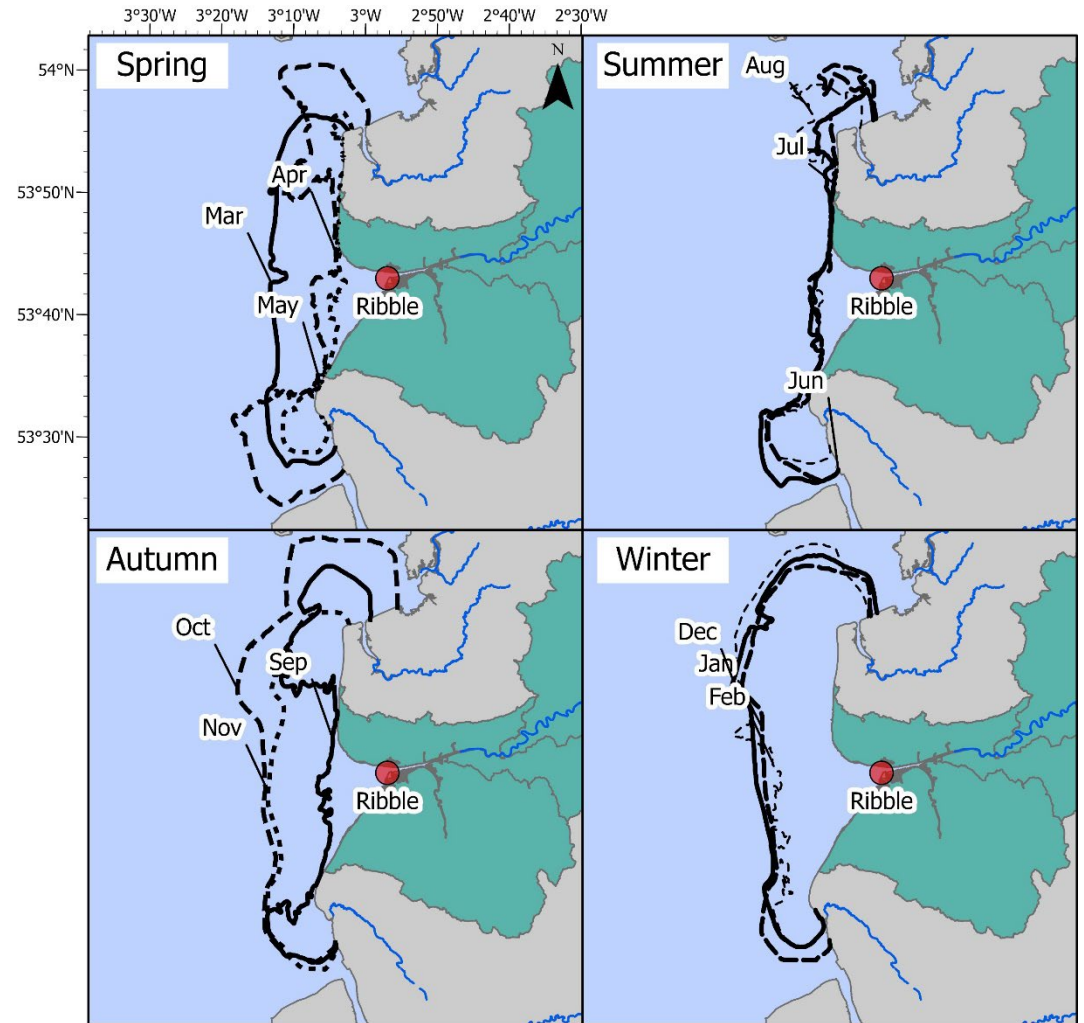 3°30'W 3°20'W 3°10'W 3°W 2°50'W 2°40'W 2°30'W
54°N
53°50'N
53°40'N
53°30'N
Spring
N
Apr
Mar
May
Ribble
Summer
Aug
Jul
Ribble
Jun
Autumn
Oct
Sep
Nov
Ribble
Winter
Dec
Jan
Feb
Ribble